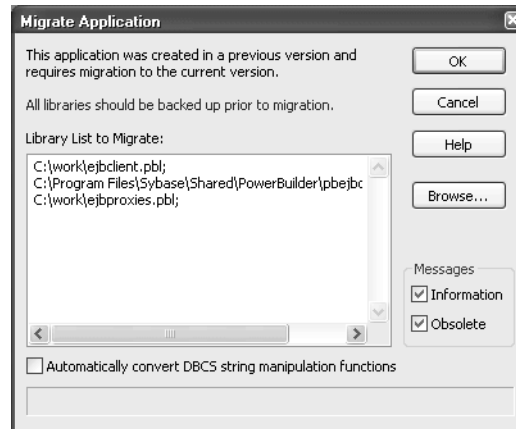 Migrate Application
This application was created in a previous version and
requires migration to the current version.
All libraries should be backed up prior to migration.
Library List to Migrate:
C:\work\ejbclient.pbl;
C:\Program Files\Sybase\Shared\PowerBuilder\pbejbc
C:\work\ejbproxies.pbl;
OK
Cancel
Help
Browse...
Messages
Information
Obsolete
Automatically convert DBCS string manipulation functions